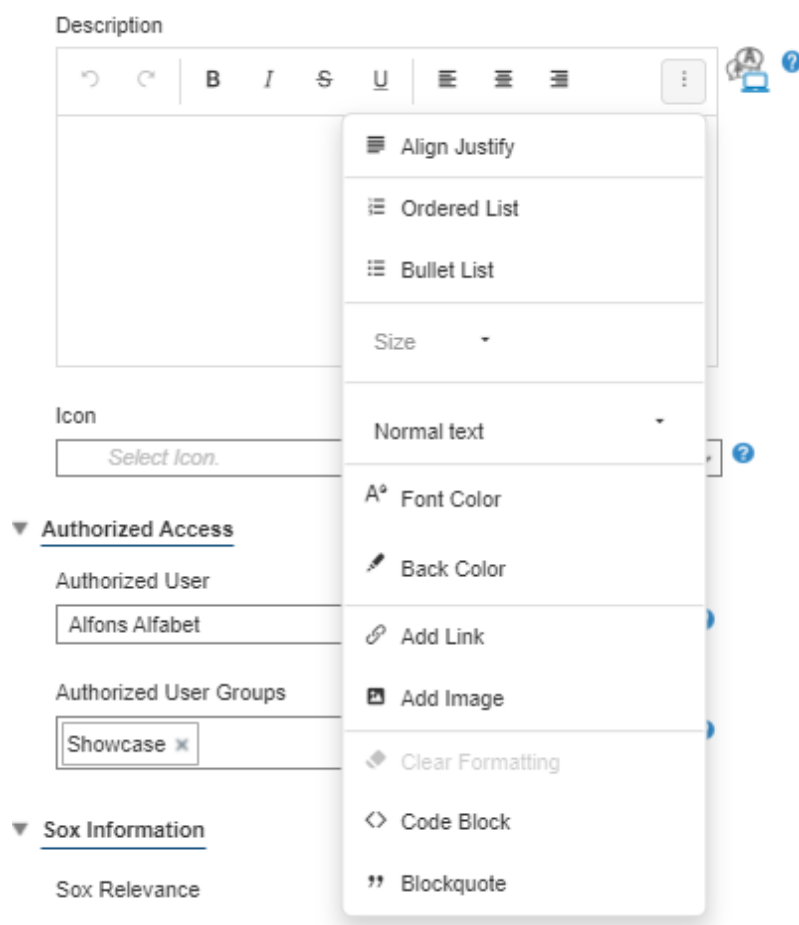 Description
B I S U
Align Justify
Ordered List
Bullet List
Size
Normal text
Font Color
Back Color
Add Link
Add Image
Clear Formatting
Code Block
Blockquote
Icon
Select Icon.
Authorized Access
Authorized User
Alfons Alfabet
Authorized User Groups
Showcase
Sox Information
Sox Relevance